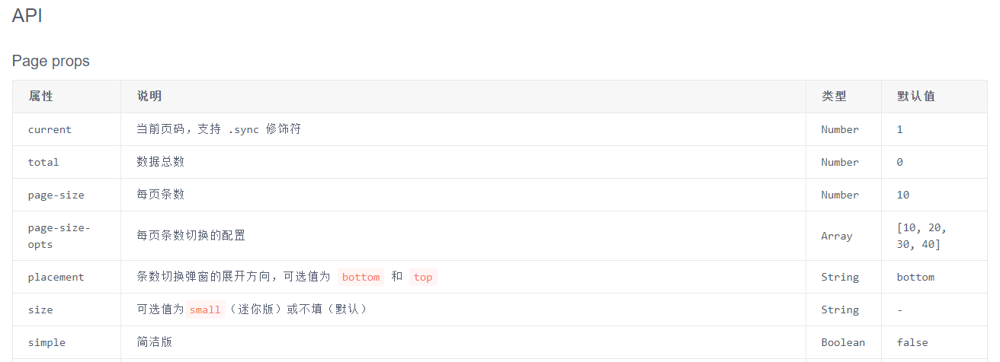 API
Page props
属性 说明 类型 默认值
current 当前页码，支持 .sync 修饰符 Number 1
total 数据总数 Number 0
page-size 每页条数 Number 10
page-size-opts 每页条数切换的配置 Array [10, 20, 30, 40]
placement 条数切换弹窗的展开方向，可选值为 bottom 和 top String bottom
size 可选值为 small（迷你版）或不填（默认） String -
simple 简洁版 Boolean false